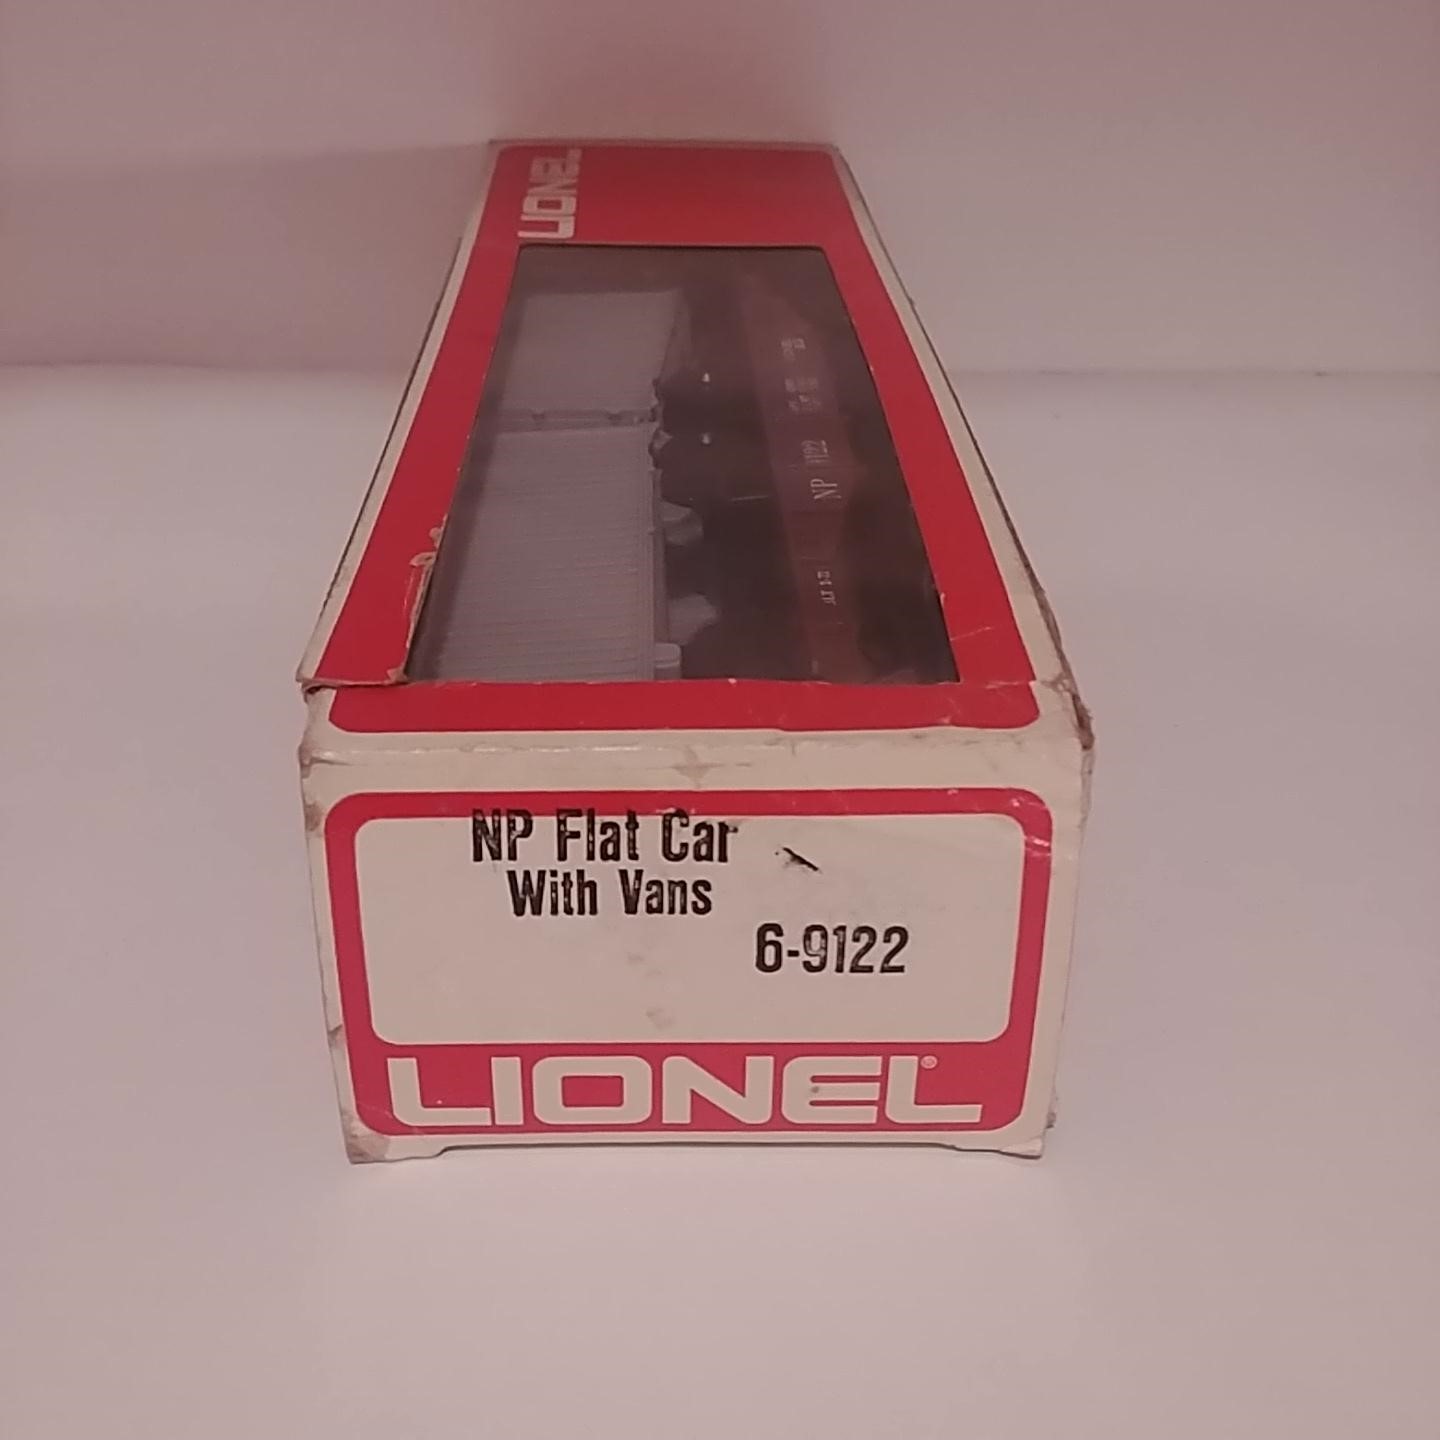 LIONEL
NP 9122
NP Flat Car
With Vans
6-9122
LIONEL®